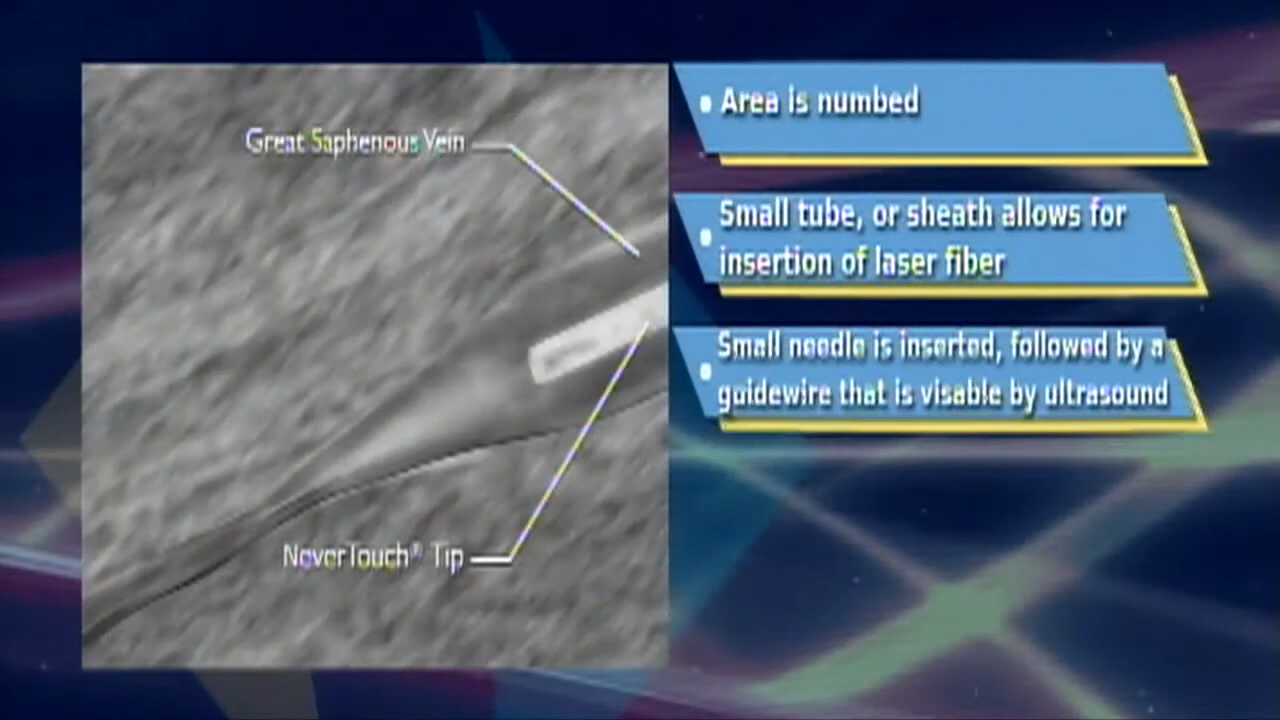 Great Saphenous Vein
NeverTouch® Tip
• Area is numbed
• Small tube, or sheath allows for
insertion of laser fiber
• Small needle is inserted, followed by a
guidewire that is visable by ultrasound